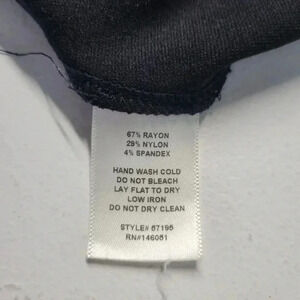 67% RAYON
29% NYLON
4% SPANDEX
HAND WASH COLD
DO NOT BLEACH
LAY FLAT TO DRY
LOW IRON
DO NOT DRY CLEAN
STYLE# 67195
RN#146051